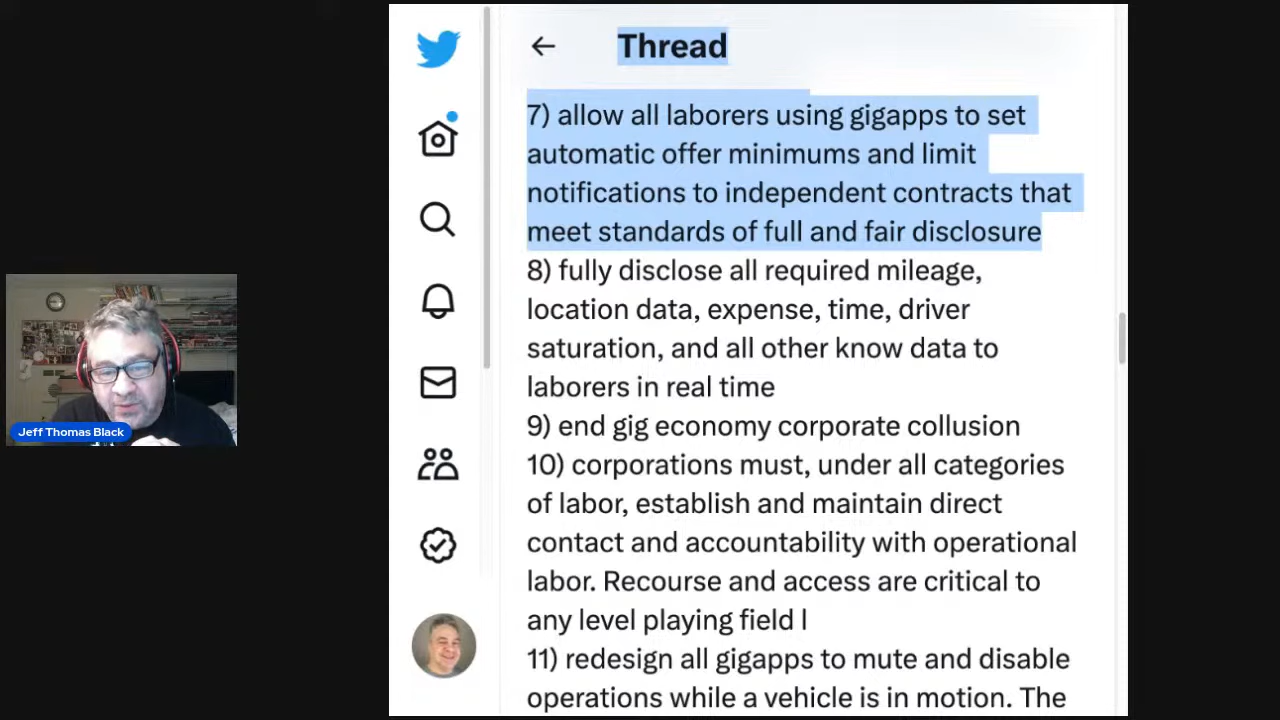 Thread
7) allow all laborers using gigapps to set
automatic offer minimums and limit
notifications to independent contracts that
meet standards of full and fair disclosure
8) fully disclose all required mileage,
location data, expense, time, driver
saturation, and all other know data to
laborers in real time
9) end gig economy corporate collusion
10) corporations must, under all categories
of labor, establish and maintain direct
contact and accountability with operational
labor. Recourse and access are critical to
any level playing field l
11) redesign all gigapps to mute and disable
operations while a vehicle is in motion. The
Jeff Thomas Black